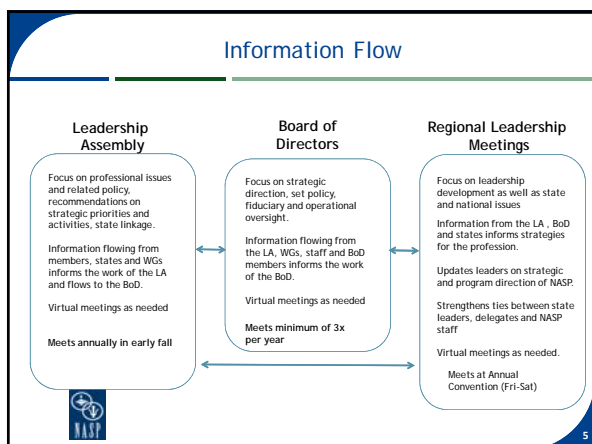 Information Flow
Leadership
Assembly
Focus on professional issues
and related policy,
recommendations on
strategic priorities and
activities, state linkage.
Information flowing from
members, states and WGs
informs the work of the LA
and flows to the BoD.
Virtual meetings as needed
Meets annually in early fall
Board of
Directors
Focus on strategic
direction, set policy,
fiduciary and operational
oversight.
Information flowing from
the LA, WGs, staff and BoD
members informs the work
of the BoD.
Virtual meetings as needed
Meets minimum of 3x
per year
Regional Leadership
Meetings
Focus on leadership
development as well as state
and national issues
Information from the LA , BoD
and states informs strategies
for the profession.
Updates leaders on strategic
and program direction of NASP.
Strengthens ties between state
leaders, delegates and NASP
staff
Virtual meetings as needed.
Meets at Annual
Convention (Fri-Sat)
NASP
5